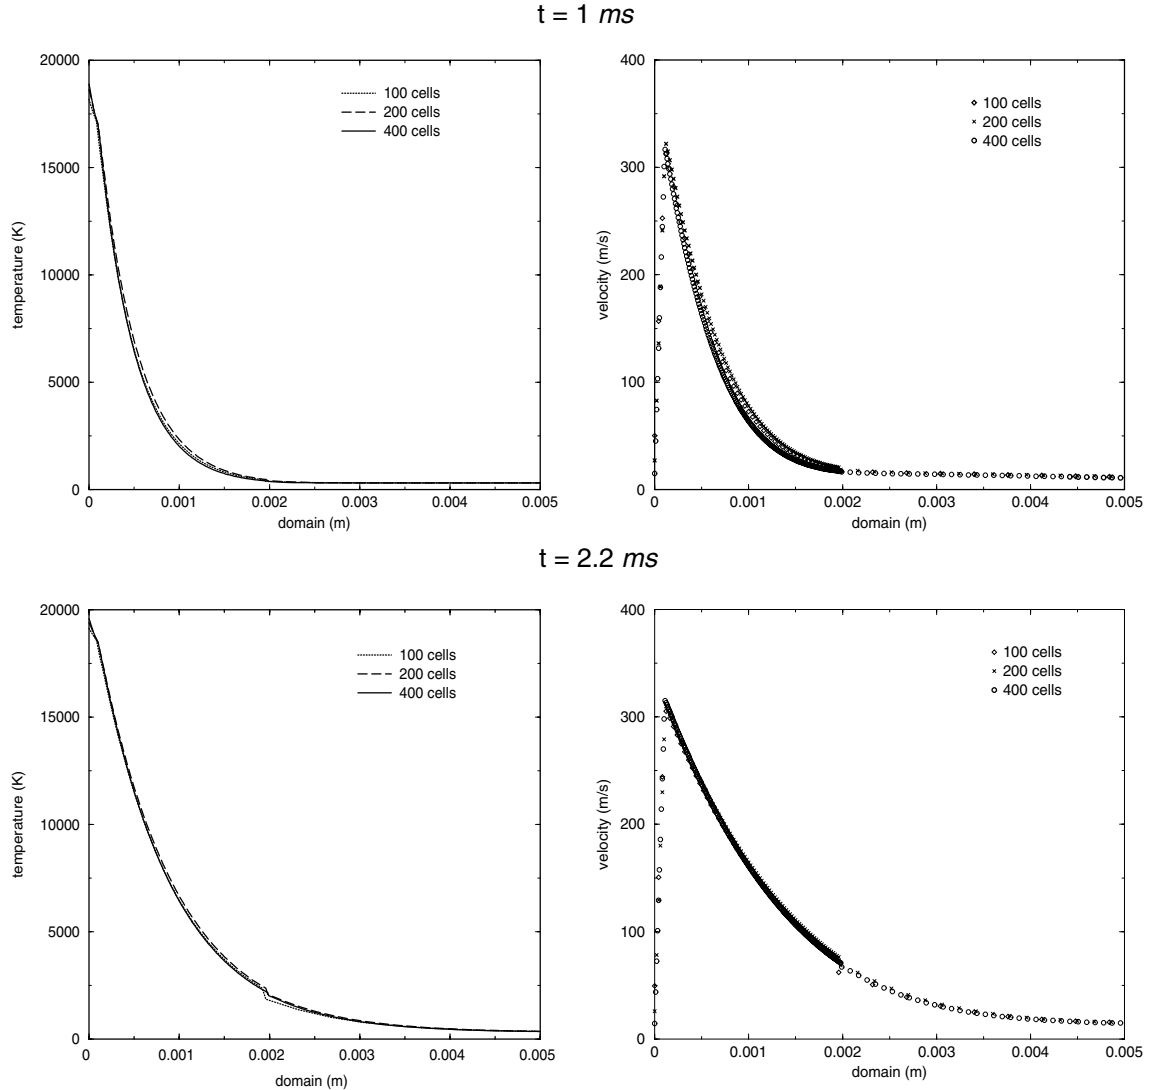 t = 1 ms
20000
15000
10000
5000
0
temperature (K)
100 cells
200 cells
400 cells
0
0.001
0.002
0.003
0.004
0.005
domain (m)
400
300
200
100
0
velocity (m/s)
100 cells
200 cells
400 cells
0
0.001
0.002
0.003
0.004
0.005
domain (m)
t = 2.2 ms
20000
15000
10000
5000
0
temperature (K)
100 cells
200 cells
400 cells
0
0.001
0.002
0.003
0.004
0.005
domain (m)
400
300
200
100
0
velocity (m/s)
100 cells
200 cells
400 cells
0
0.001
0.002
0.003
0.004
0.005
domain (m)